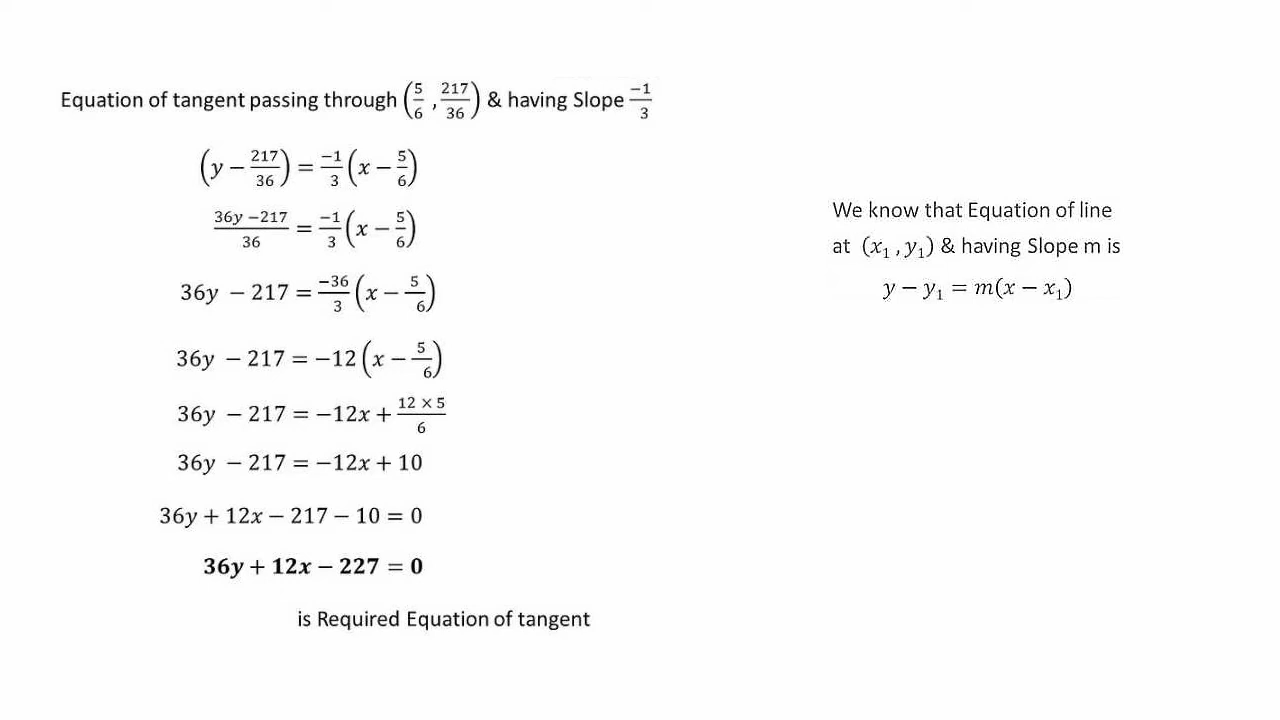 Equation of tangent passing through (5/6 , 217/36) & having Slope −1/3
(y − 217/36) = −1/3 (x − 5/6)
(36y −217)/36 = −1/3 (x − 5/6)
36y − 217 = −36/3 (x − 5/6)
36y − 217 = −12 (x − 5/6)
36y − 217 = −12x + (12 × 5)/6
36y − 217 = −12x + 10
36y + 12x − 217 − 10 = 0
36y + 12x − 227 = 0
is Required Equation of tangent
We know that Equation of line
at (x₁ , y₁) & having Slope m is
y − y₁ = m(x − x₁)